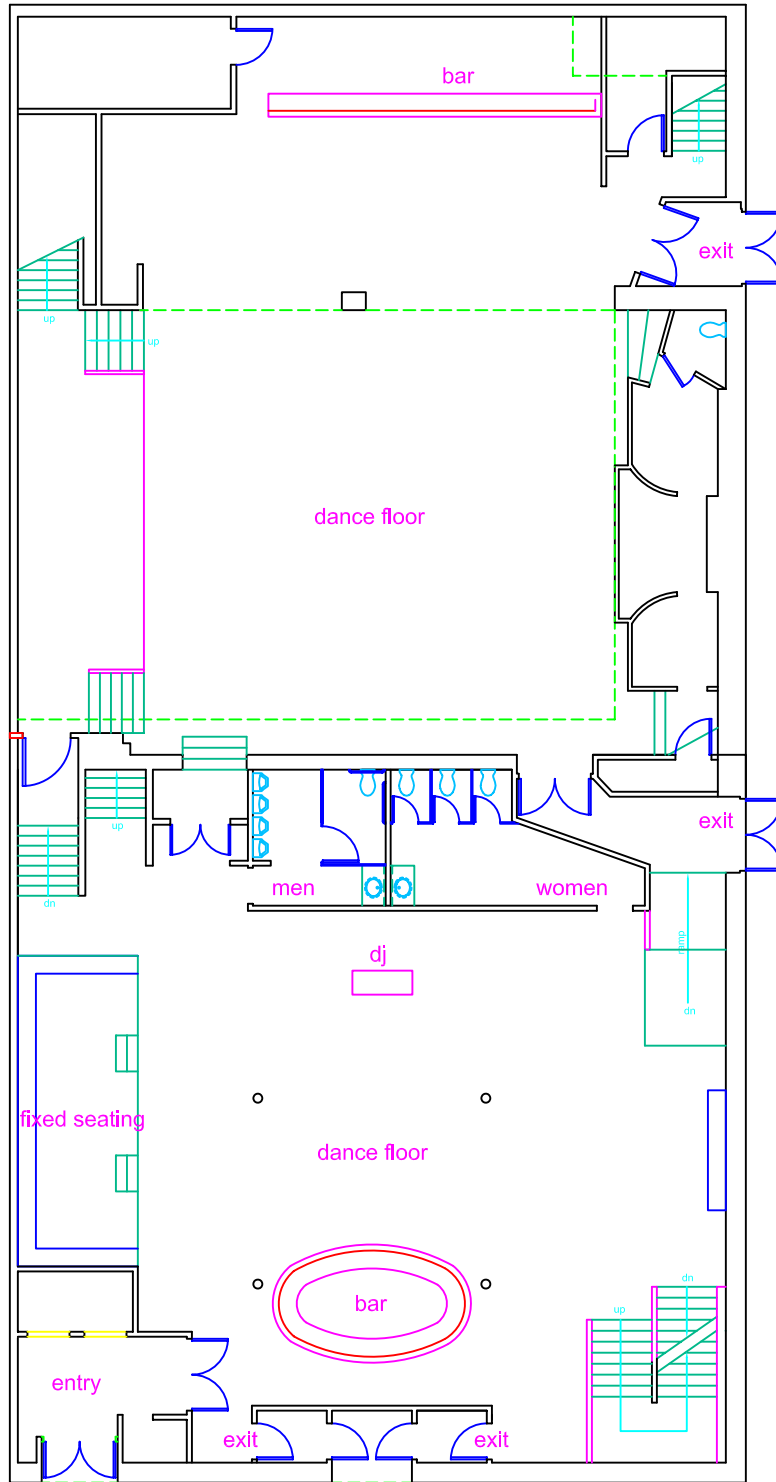 bar
up
exit
up
up
dance floor
exit
up
dn
men
women
ramp
dj
dn
fixed seating
dance floor
dn
bar
up
entry
exit
exit